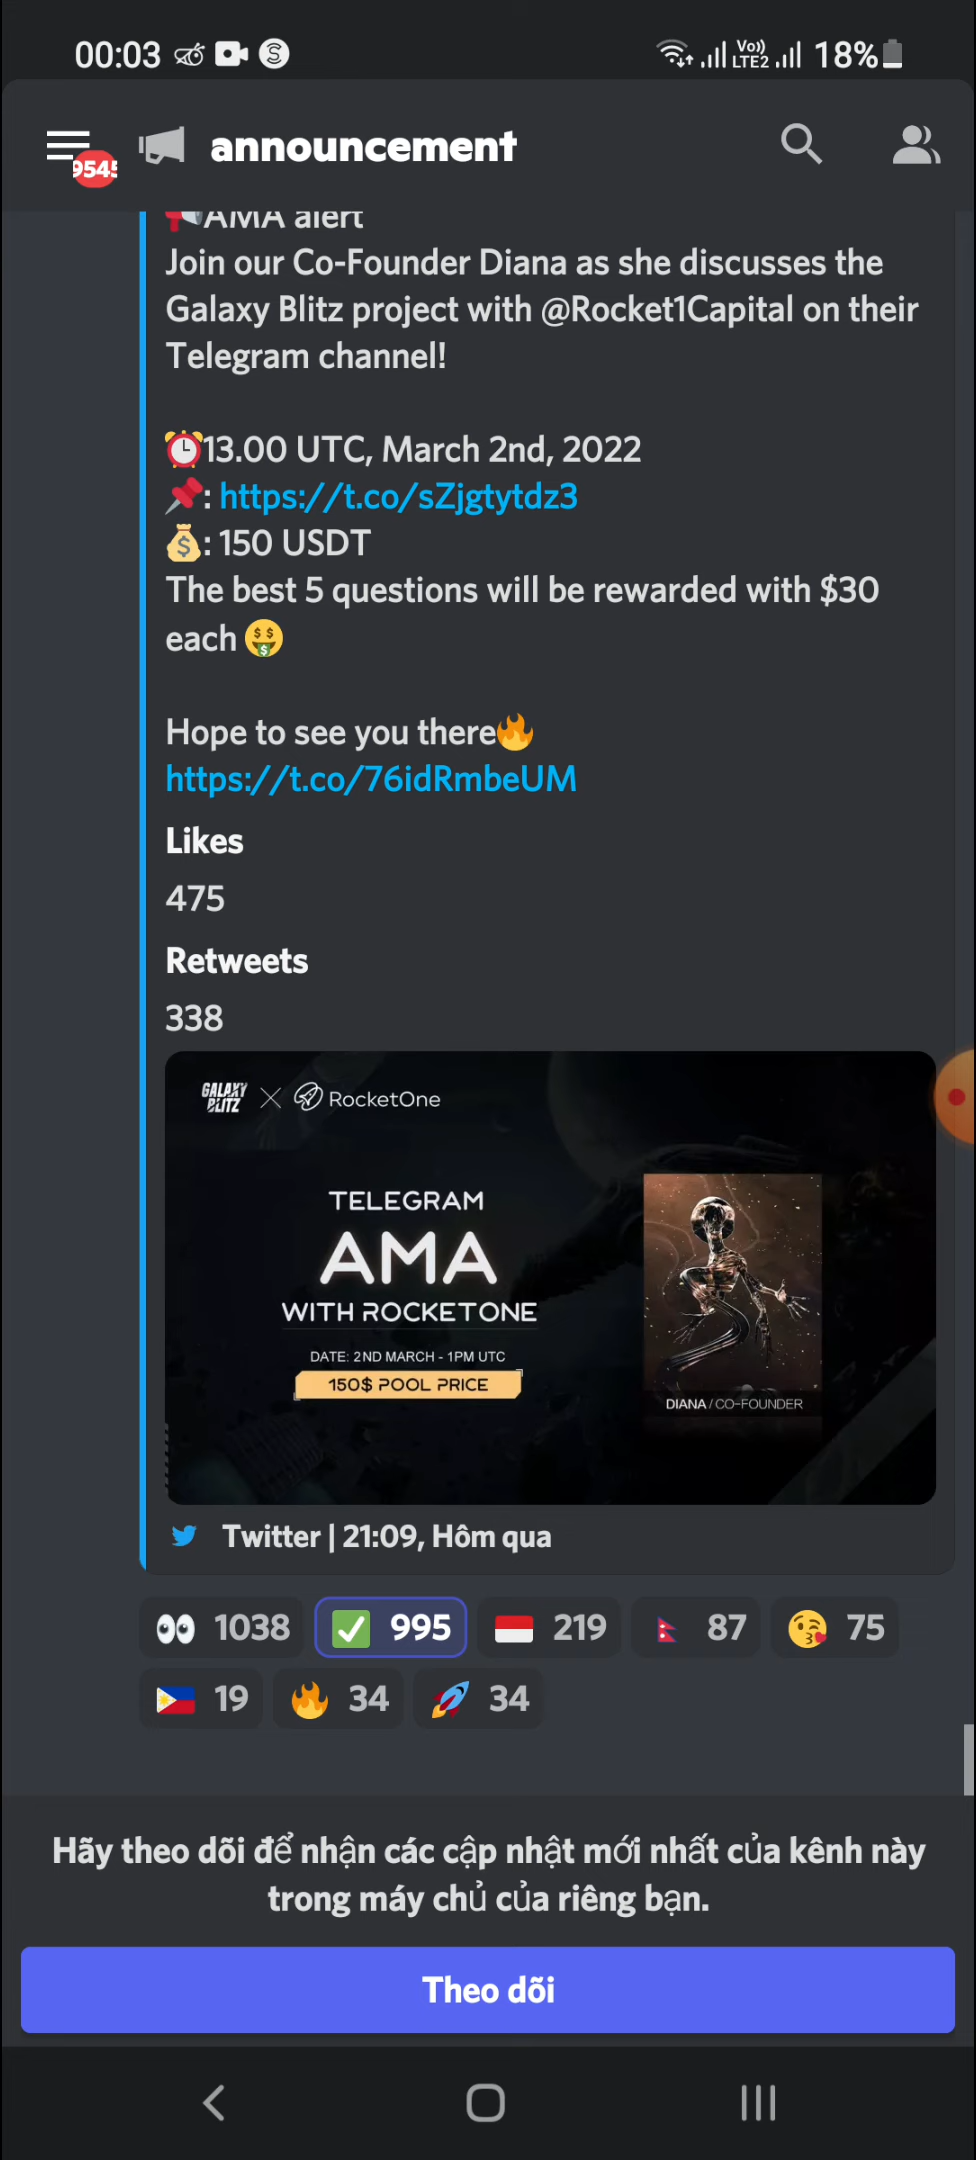 00:03
Vo))
LTE2
18%
9545
announcement
AMA alert
Join our Co-Founder Diana as she discusses the
Galaxy Blitz project with @Rocket1Capital on their
Telegram channel!
13.00 UTC, March 2nd, 2022
: https://t.co/sZjgtytdz3
: 150 USDT
The best 5 questions will be rewarded with $30
each
Hope to see you there
https://t.co/76idRmbeUM
Likes
475
Retweets
338
GALAXY
BLITZ
RocketOne
TELEGRAM
AMA
WITH ROCKETONE
DATE: 2ND MARCH - 1PM UTC
150$ POOL PRICE
DIANA / CO-FOUNDER
Twitter | 21:09, Hôm qua
1038 995 219 87 75
19 34 34
Hãy theo dõi để nhận các cập nhật mới nhất của kênh này
trong máy chủ của riêng bạn.
Theo dõi